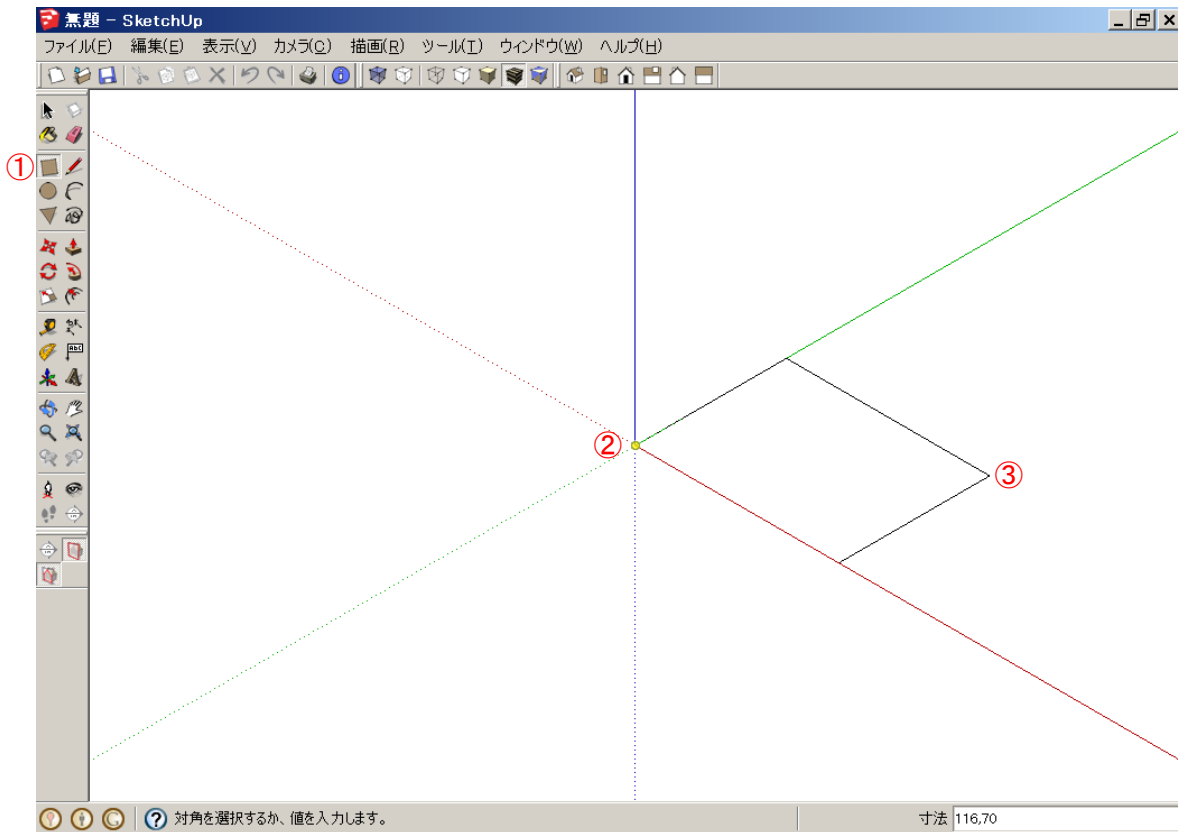 無題 - SketchUp
ファイル(F) 編集(E) 表示(V) カメラ(C) 描画(R) ツール(T) ウィンドウ(W) ヘルプ(H)
①
②
③
対角を選択するか、値を入力します。
寸法 116,70